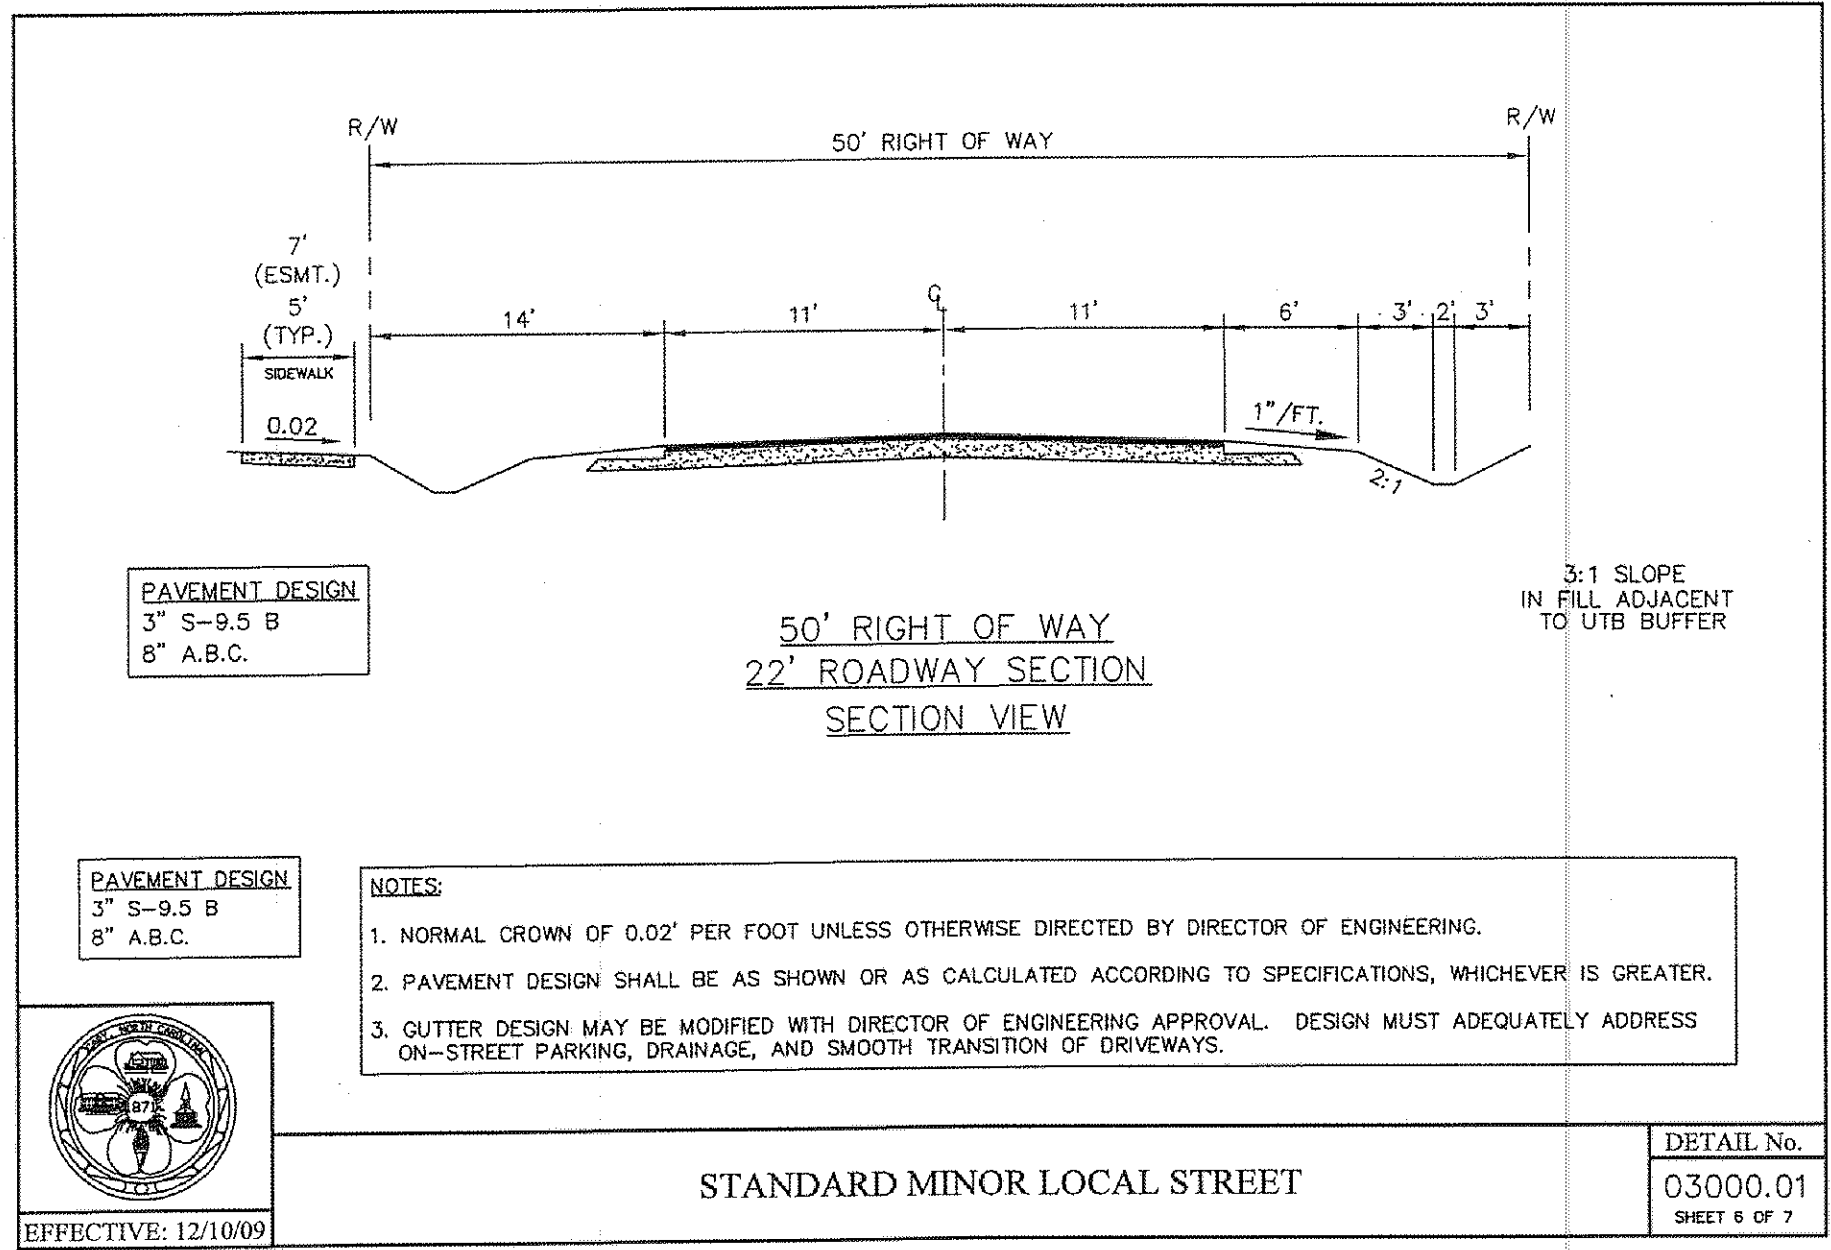 R/W
R/W
50' RIGHT OF WAY
7'
(ESMT.)
5'
(TYP.)
SIDEWALK
14'
11'
℄
11'
6'
3'
2'
3'
0.02
1"/FT.
2:1
PAVEMENT DESIGN
3" S-9.5 B
8" A.B.C.
50' RIGHT OF WAY
22' ROADWAY SECTION
SECTION VIEW
3:1 SLOPE
IN FILL ADJACENT
TO UTB BUFFER
PAVEMENT DESIGN
3" S-9.5 B
8" A.B.C.
NOTES:
1. NORMAL CROWN OF 0.02' PER FOOT UNLESS OTHERWISE DIRECTED BY DIRECTOR OF ENGINEERING.
2. PAVEMENT DESIGN SHALL BE AS SHOWN OR AS CALCULATED ACCORDING TO SPECIFICATIONS, WHICHEVER IS GREATER.
3. GUTTER DESIGN MAY BE MODIFIED WITH DIRECTOR OF ENGINEERING APPROVAL. DESIGN MUST ADEQUATELY ADDRESS
ON-STREET PARKING, DRAINAGE, AND SMOOTH TRANSITION OF DRIVEWAYS.
NORTH CAROLINA
1871
EFFECTIVE: 12/10/09
STANDARD MINOR LOCAL STREET
DETAIL No.
03000.01
SHEET 6 OF 7